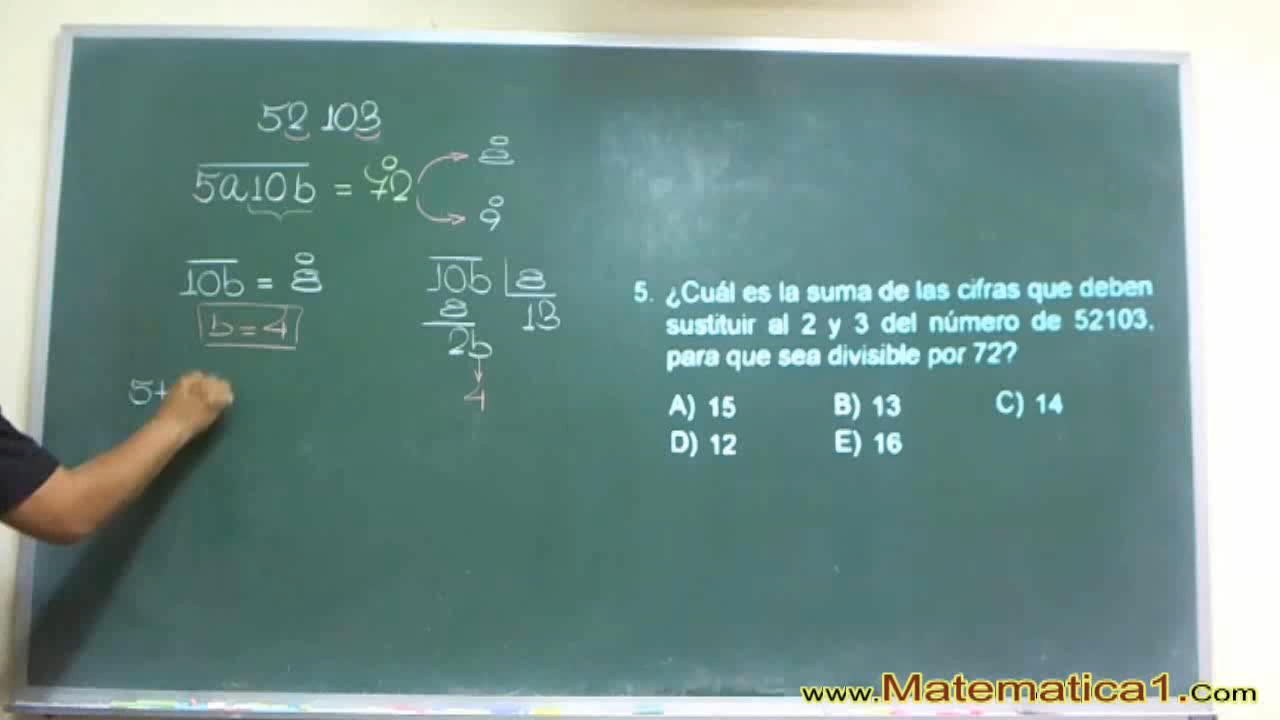 52 103
5a10b = 72
8
9
10b = 8
b = 4
5+
10b 8
8 13
2b
4
5. ¿Cuál es la suma de las cifras que deben
sustituir al 2 y 3 del número de 52103,
para que sea divisible por 72?
A) 15 B) 13 C) 14
D) 12 E) 16
www.Matematica1.Com